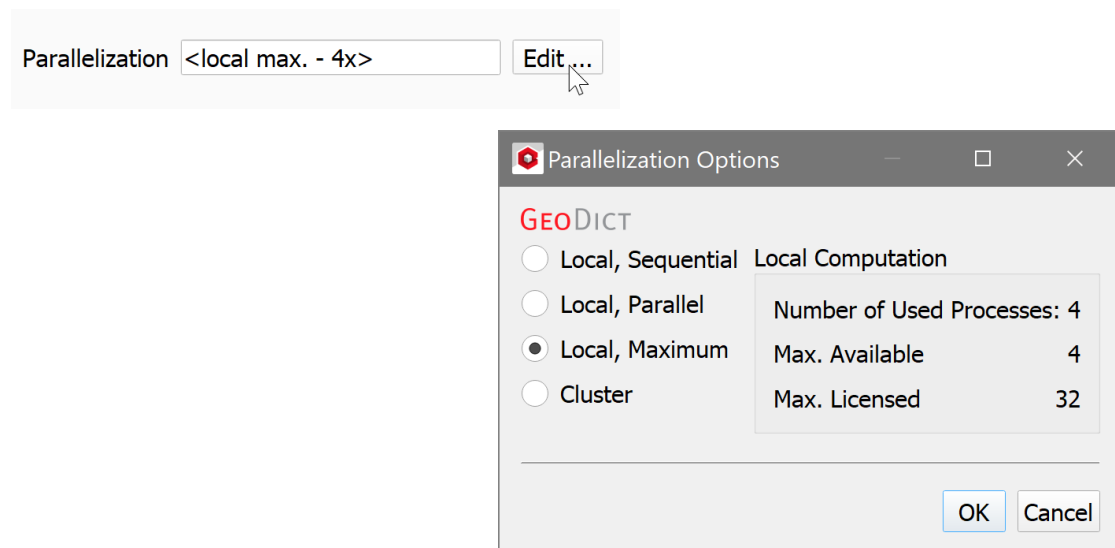 Parallelization <local max. - 4x> Edit ...
Parallelization Options
GEODICT
Local, Sequential Local Computation
Local, Parallel Number of Used Processes: 4
Local, Maximum Max. Available 4
Cluster Max. Licensed 32
OK Cancel